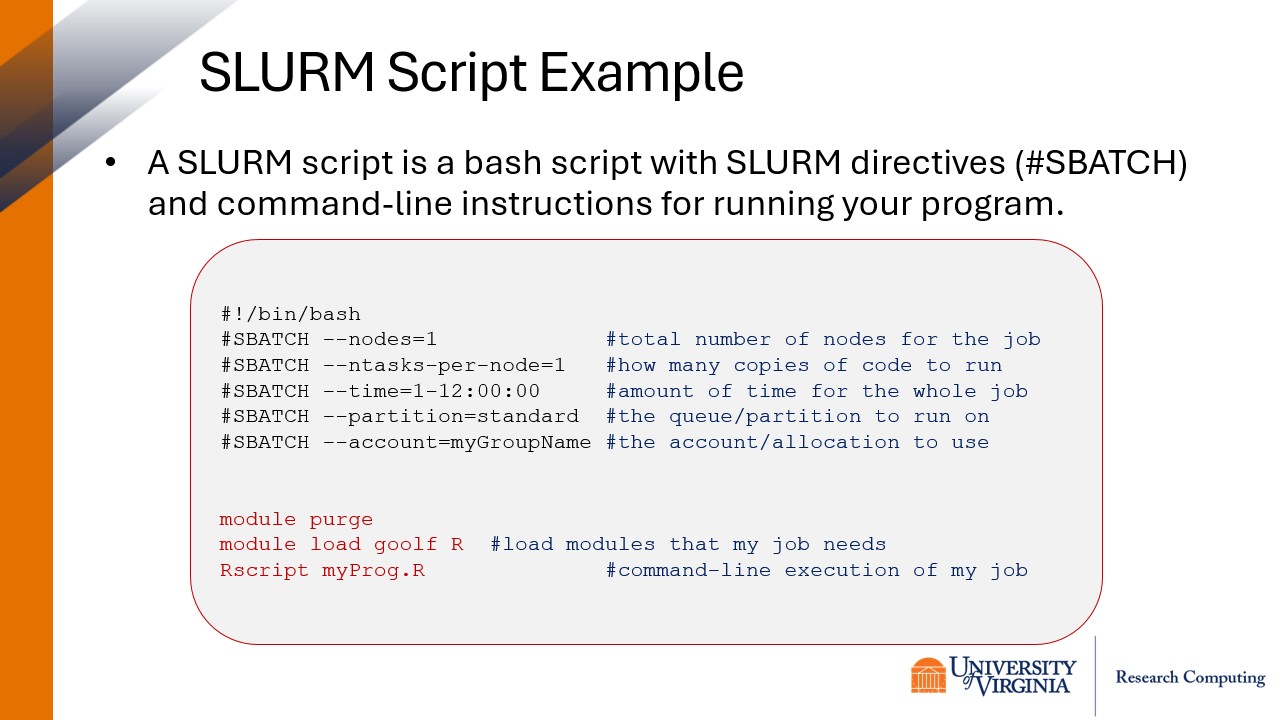 SLURM Script Example
• A SLURM script is a bash script with SLURM directives (#SBATCH)
and command-line instructions for running your program.
#!/bin/bash
#SBATCH --nodes=1 #total number of nodes for the job
#SBATCH --ntasks-per-node=1 #how many copies of code to run
#SBATCH --time=1-12:00:00 #amount of time for the whole job
#SBATCH --partition=standard #the queue/partition to run on
#SBATCH --account=myGroupName #the account/allocation to use
module purge
module load goolf R #load modules that my job needs
Rscript myProg.R #command-line execution of my job
UNIVERSITY
of VIRGINIA
Research Computing